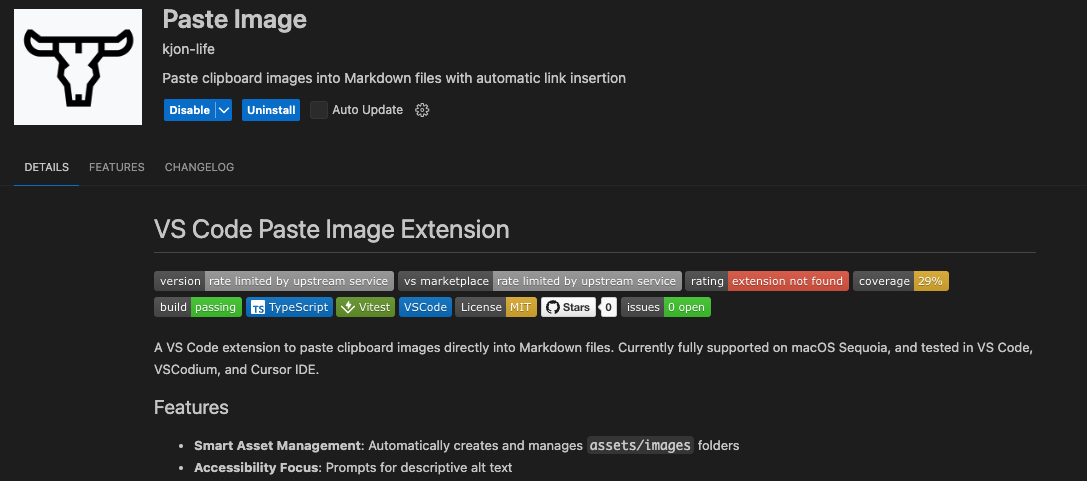 Paste Image
kjon-life
Paste clipboard images into Markdown files with automatic link insertion
Disable Uninstall Auto Update
DETAILS FEATURES CHANGELOG
VS Code Paste Image Extension
version rate limited by upstream service vs marketplace rate limited by upstream service rating extension not found coverage 29%
build passing TS TypeScript Vitest VSCode License MIT Stars 0 issues 0 open
A VS Code extension to paste clipboard images directly into Markdown files. Currently fully supported on macOS Sequoia, and tested in VS Code,
VSCodium, and Cursor IDE.
Features
• Smart Asset Management: Automatically creates and manages assets/images folders
• Accessibility Focus: Prompts for descriptive alt text